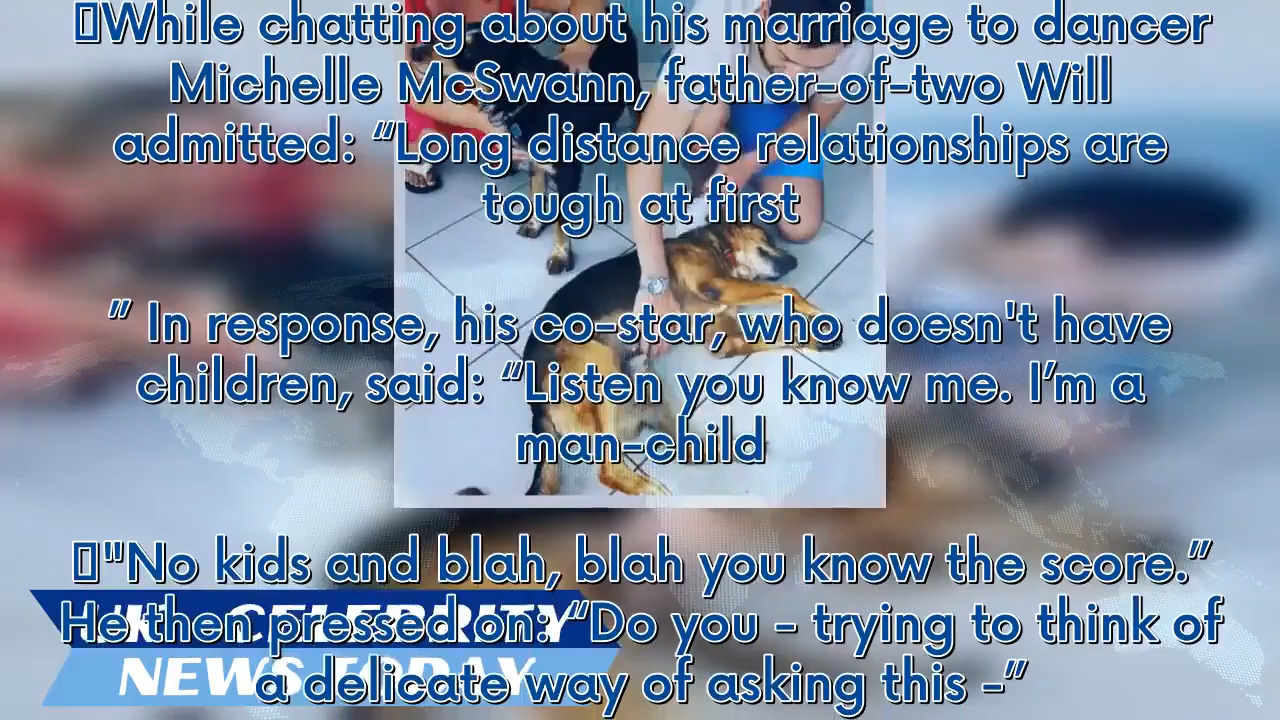 While chatting about his marriage to dancer
Michelle McSwann, father-of-two Will
admitted: “Long distance relationships are
tough at first
” In response, his co-star, who doesn't have
children, said: “Listen you know me. I’m a
man-child
"No kids and blah, blah you know the score.”
He then pressed on: “Do you - trying to think of
a delicate way of asking this -”
CELEBRITY
NEWS TODAY